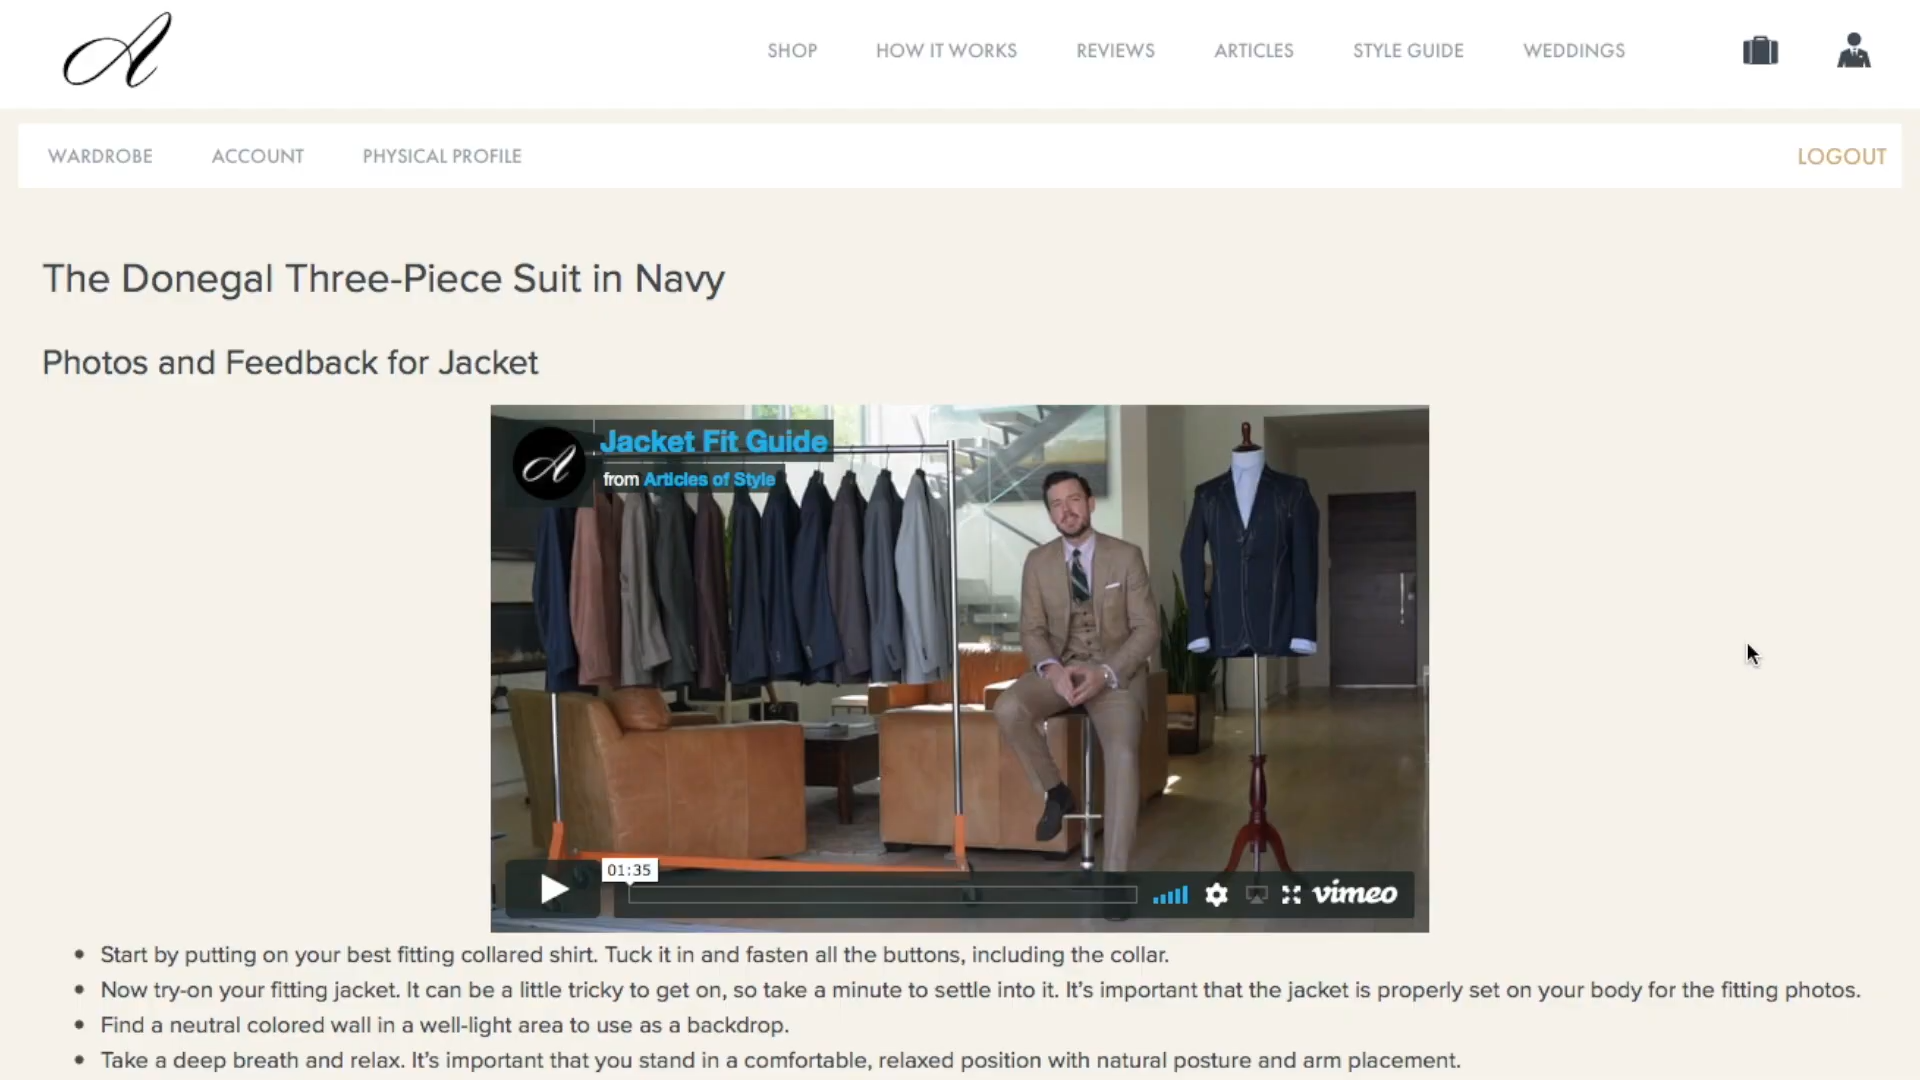 A
SHOP
HOW IT WORKS
REVIEWS
ARTICLES
STYLE GUIDE
WEDDINGS
WARDROBE
ACCOUNT
PHYSICAL PROFILE
LOGOUT
The Donegal Three-Piece Suit in Navy
Photos and Feedback for Jacket
A
Jacket Fit Guide
from Articles of Style
01:35
vimeo
• Start by putting on your best fitting collared shirt. Tuck it in and fasten all the buttons, including the collar.
• Now try-on your fitting jacket. It can be a little tricky to get on, so take a minute to settle into it. It’s important that the jacket is properly set on your body for the fitting photos.
• Find a neutral colored wall in a well-light area to use as a backdrop.
• Take a deep breath and relax. It’s important that you stand in a comfortable, relaxed position with natural posture and arm placement.